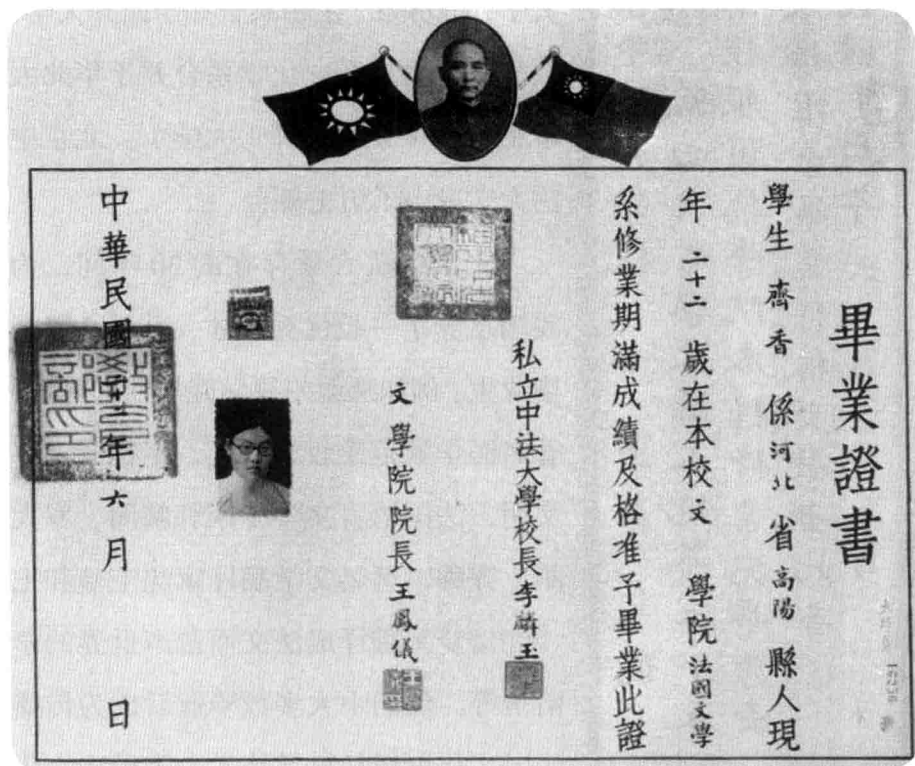 畢業證書
學生 齊香 係 河北 省 高陽 縣人現
年 二十二 歲在本校 文 學院 法國文學
系修業期滿成績及格准予畢業此證
私立中法大學校長 李麟玉
文 學院院長 王鳳儀
中華民國 年 六 月 日